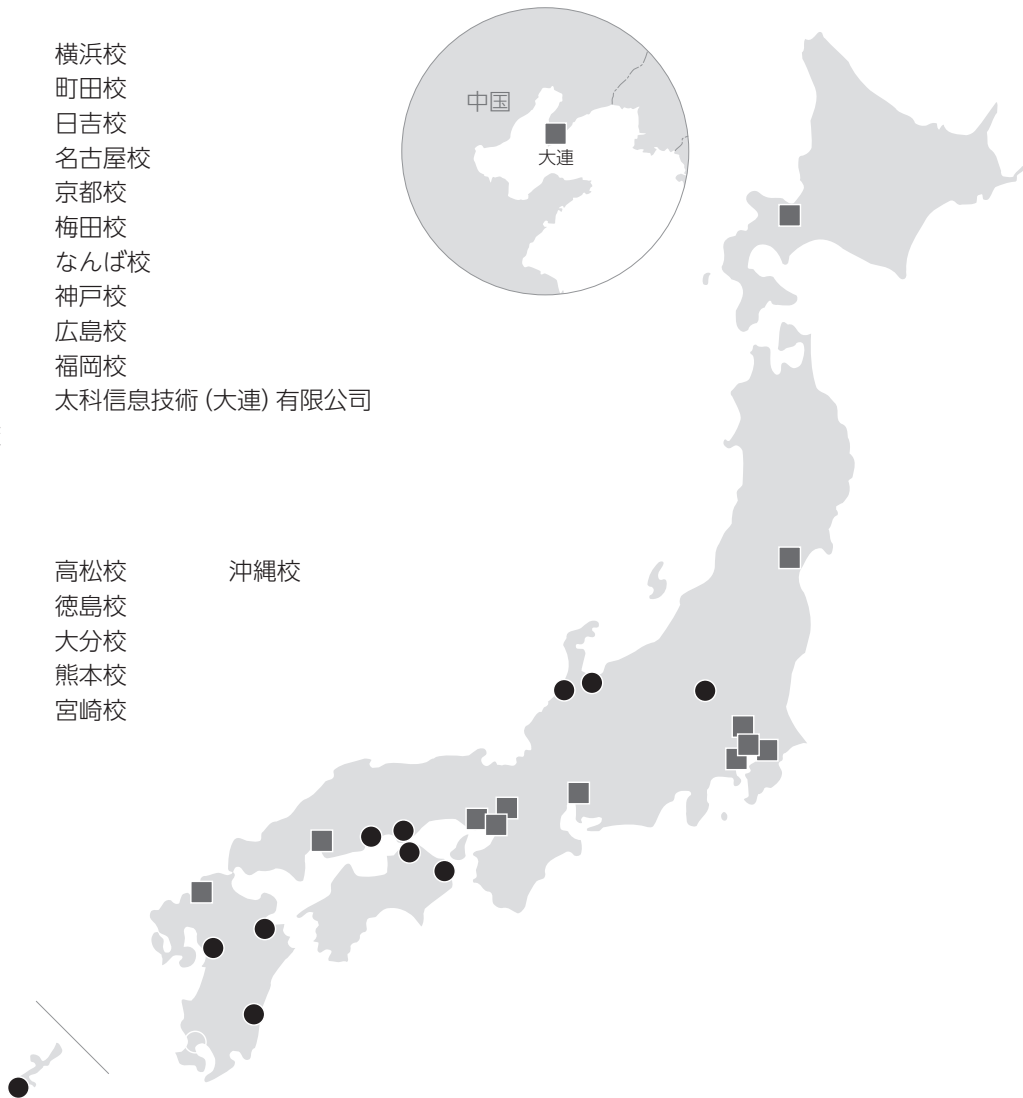 横浜校
町田校
日吉校
名古屋校
京都校
梅田校
なんば校
神戸校
広島校
福岡校
太科信息技術 (大連) 有限公司
中国
大連
高松校 沖縄校
徳島校
大分校
熊本校
宮崎校